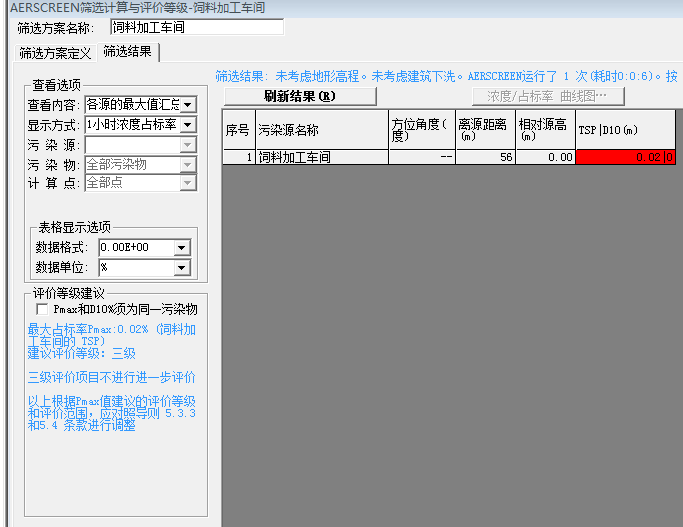 AERSCREEN筛选计算与评价等级-饲料加工车间
筛选方案名称: 饲料加工车间
筛选方案定义 筛选结果
筛选结果: 未考虑地形高程。未考虑建筑下洗。AERSCREEN运行了 1 次(耗时0:0:6)。按
查看选项
查看内容: 各源的最大值汇总
显示方式: 1小时浓度占标率
污 染 源:
污 染 物: 全部污染物
计 算 点: 全部点
表格显示选项
数据格式: 0.00E+00
数据单位: %
评价等级建议
Pmax和D10%须为同一污染物
最大占标率Pmax:0.02% (饲料加
工车间的 TSP)
建议评价等级: 三级
三级评价项目不进行进一步评价
以上根据Pmax值建议的评价等级
和评价范围, 应对照导则 5.3.3
和5.4 条款进行调整
刷新结果(R) 浓度/占标率 曲线图…
序号 污染源名称 方位角度(度) 离源距离(m) 相对源高(m) TSP|D10(m)
1 饲料加工车间 -- 56 0.00 0.02|0